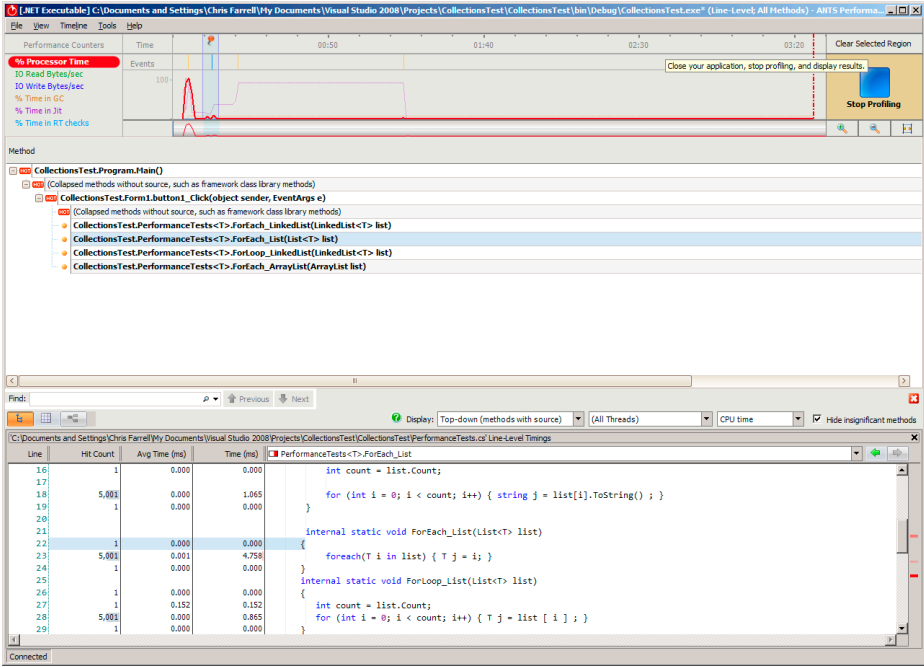 [.NET Executable] C:\Documents and Settings\Chris Farrell\My Documents\Visual Studio 2008\Projects\CollectionsTest\CollectionsTest\bin\Debug\CollectionsTest.exe* (Line-Level; All Methods) - ANTS Performa...
File View Timeline Tools Help
Performance Counters Time 00:50 01:40 02:30 03:20 Clear Selected Region
% Processor Time Events Close your application, stop profiling, and display results.
IO Read Bytes/sec 100
IO Write Bytes/sec
% Time in GC
% Time in Jit Stop Profiling
% Time in RT checks
Method
HOT CollectionsTest.Program.Main()
HOT (Collapsed methods without source, such as framework class library methods)
HOT CollectionsTest.Form1.button1_Click(object sender, EventArgs e)
HOT (Collapsed methods without source, such as framework class library methods)
CollectionsTest.PerformanceTests<T>.ForEach_LinkedList(LinkedList<T> list)
CollectionsTest.PerformanceTests<T>.ForEach_List(List<T> list)
CollectionsTest.PerformanceTests<T>.ForLoop_LinkedList(LinkedList<T> list)
CollectionsTest.PerformanceTests<T>.ForEach_ArrayList(ArrayList list)
Find: Previous Next
Display: Top-down (methods with source) (All Threads) CPU time Hide insignificant methods
'C:\Documents and Settings\Chris Farrell\My Documents\Visual Studio 2008\Projects\CollectionsTest\CollectionsTest\PerformanceTests.cs' Line-Level Timings
Line Hit Count Avg Time (ms) Time (ms) PerformanceTests<T>.ForEach_List
16 1 0.000 0.000 int count = list.Count;
17
18 5,001 0.000 1.065 for (int i = 0; i < count; i++) { string j = list[i].ToString() ; }
19 1 0.000 0.000 }
20
21 internal static void ForEach_List(List<T> list)
22 1 0.000 0.000 {
23 5,001 0.001 4.758 foreach(T i in list) { T j = i; }
24 1 0.000 0.000 }
25 internal static void ForLoop_List(List<T> list)
26 1 0.000 0.000 {
27 1 0.152 0.152 int count = list.Count;
28 5,001 0.000 0.865 for (int i = 0; i < count; i++) { T j = list [ i ] ; }
29 1 0.000 0.000 }
Connected